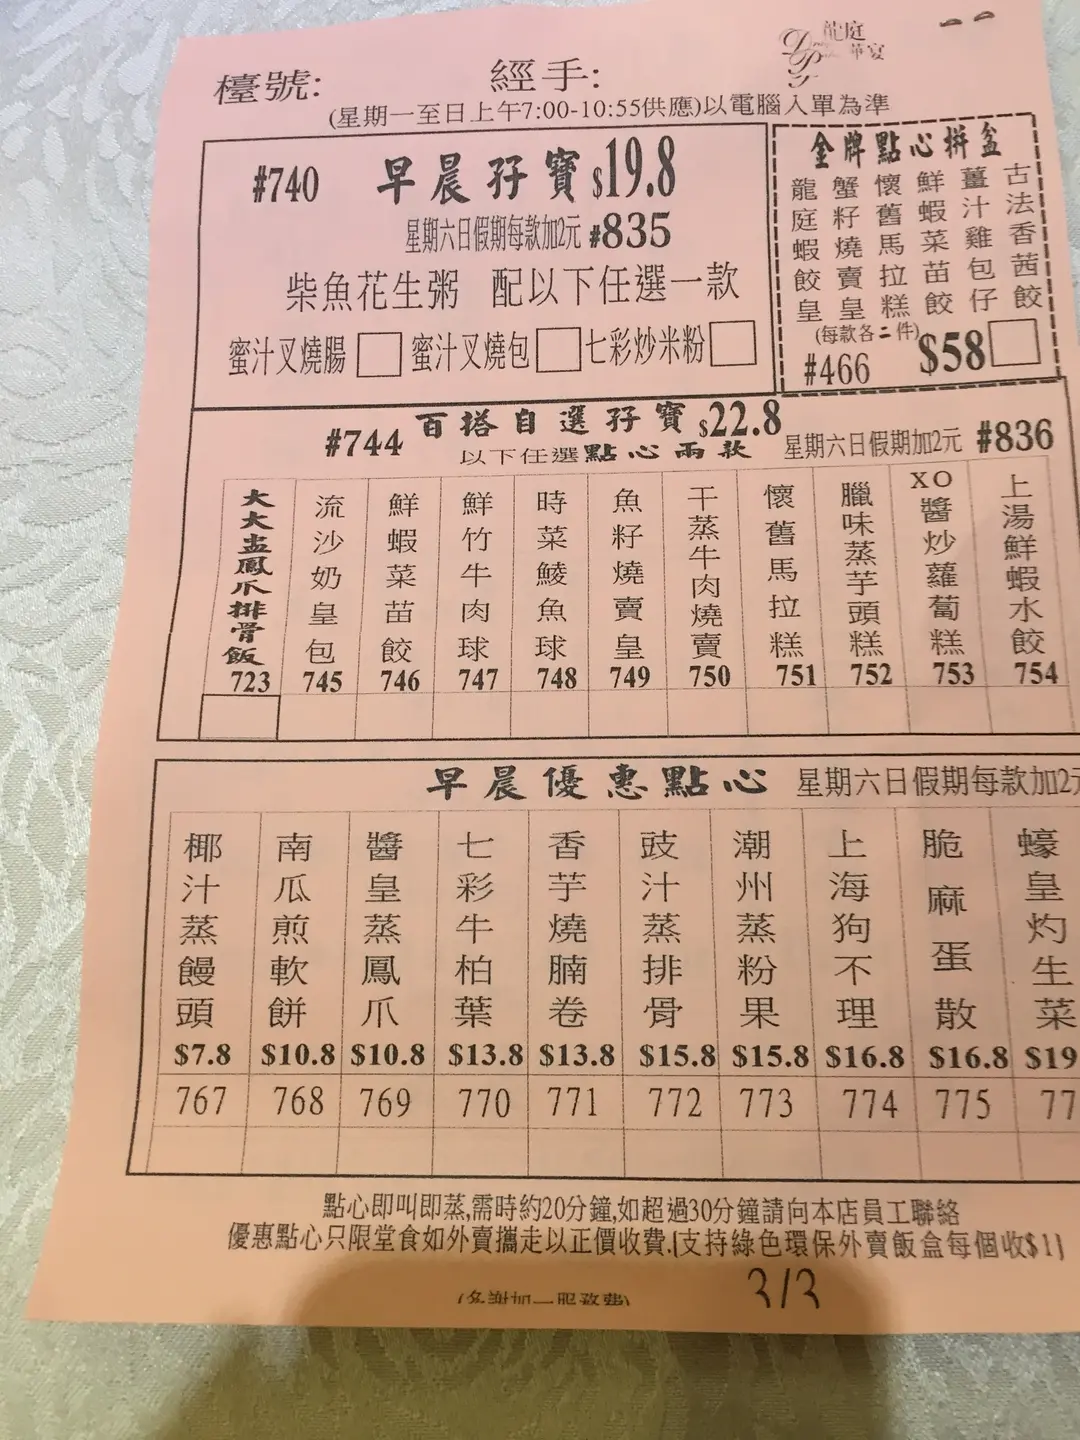 龍庭
華宴
檯號:
經手:
(星期一至日上午7:00-10:55供應)以電腦入單為準
#740 早晨孖寶 $19.8
星期六日假期每款加2元 #835
柴魚花生粥 配以下任選一款
蜜汁叉燒腸 蜜汁叉燒包 七彩炒米粉
金牌點心拼盆
龍庭蝦餃皇
蟹籽燒賣皇
懷舊馬拉糕
鮮蝦菜苗餃
薑汁雞包仔
古法香茜餃
(每款各二件)
#466 $58
#744 百搭自選孖寶 $22.8
以下任選點心兩款 星期六日假期加2元 #836
大大盅鳳爪排骨飯 723
流沙奶皇包 745
鮮蝦菜苗餃 746
鮮竹牛肉球 747
時菜鯪魚球 748
魚籽燒賣皇 749
干蒸牛肉燒賣 750
懷舊馬拉糕 751
臘味蒸芋頭糕 752
XO醬炒蘿蔔糕 753
上湯鮮蝦水餃 754
早晨優惠點心 星期六日假期每款加2元
椰汁蒸饅頭 $7.8 767
南瓜煎軟餅 $10.8 768
醬皇蒸鳳爪 $10.8 769
七彩牛柏葉 $13.8 770
香芋燒腩卷 $13.8 771
豉汁蒸排骨 $15.8 772
潮州蒸粉果 $15.8 773
上海狗不理 $16.8 774
脆麻蛋散 $16.8 775
蠔皇灼生菜 $19 77
點心即叫即蒸,需時約20分鐘,如超過30分鐘請向本店員工聯絡
優惠點心只限堂食如外賣攜走以正價收費.[支持綠色環保外賣飯盒每個收$1]
(多謝加一服務費)
3/3